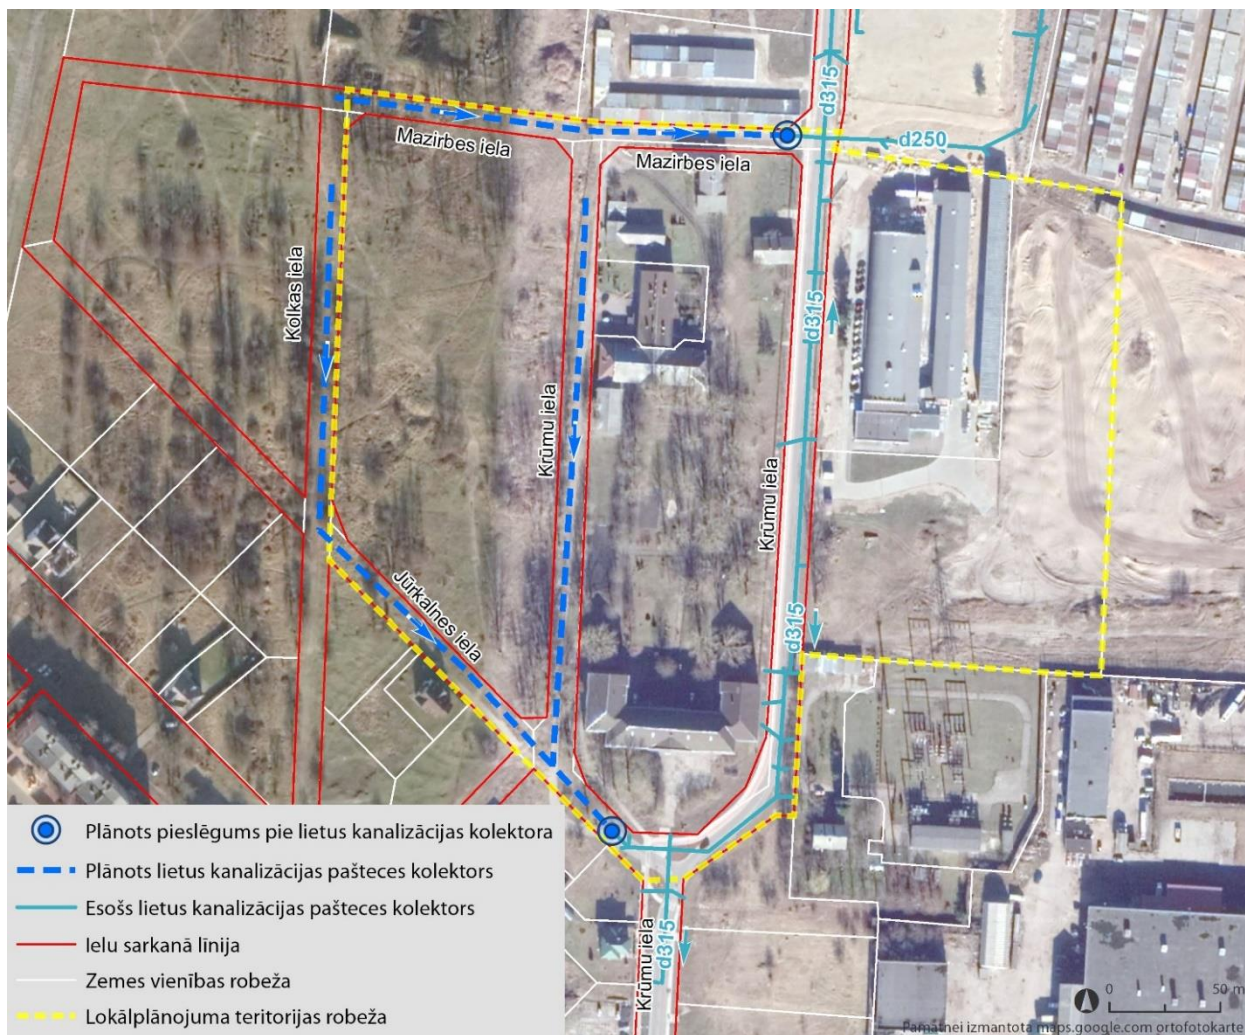 d315
Mazirbes iela
Mazirbes iela
d250
Kolkas iela
Krūmu iela
d315
Krūmu iela
Jūrkalnes iela
d315
Krūmu iela
d315
Plānots pieslēgums pie lietus kanalizācijas kolektora
Plānots lietus kanalizācijas pašteces kolektors
Esošs lietus kanalizācijas pašteces kolektors
Ielu sarkanā līnija
Zemes vienības robeža
Lokālplānojuma teritorijas robeža
0 50 m
Pamatnei izmantota maps.google.com ortofotokarte